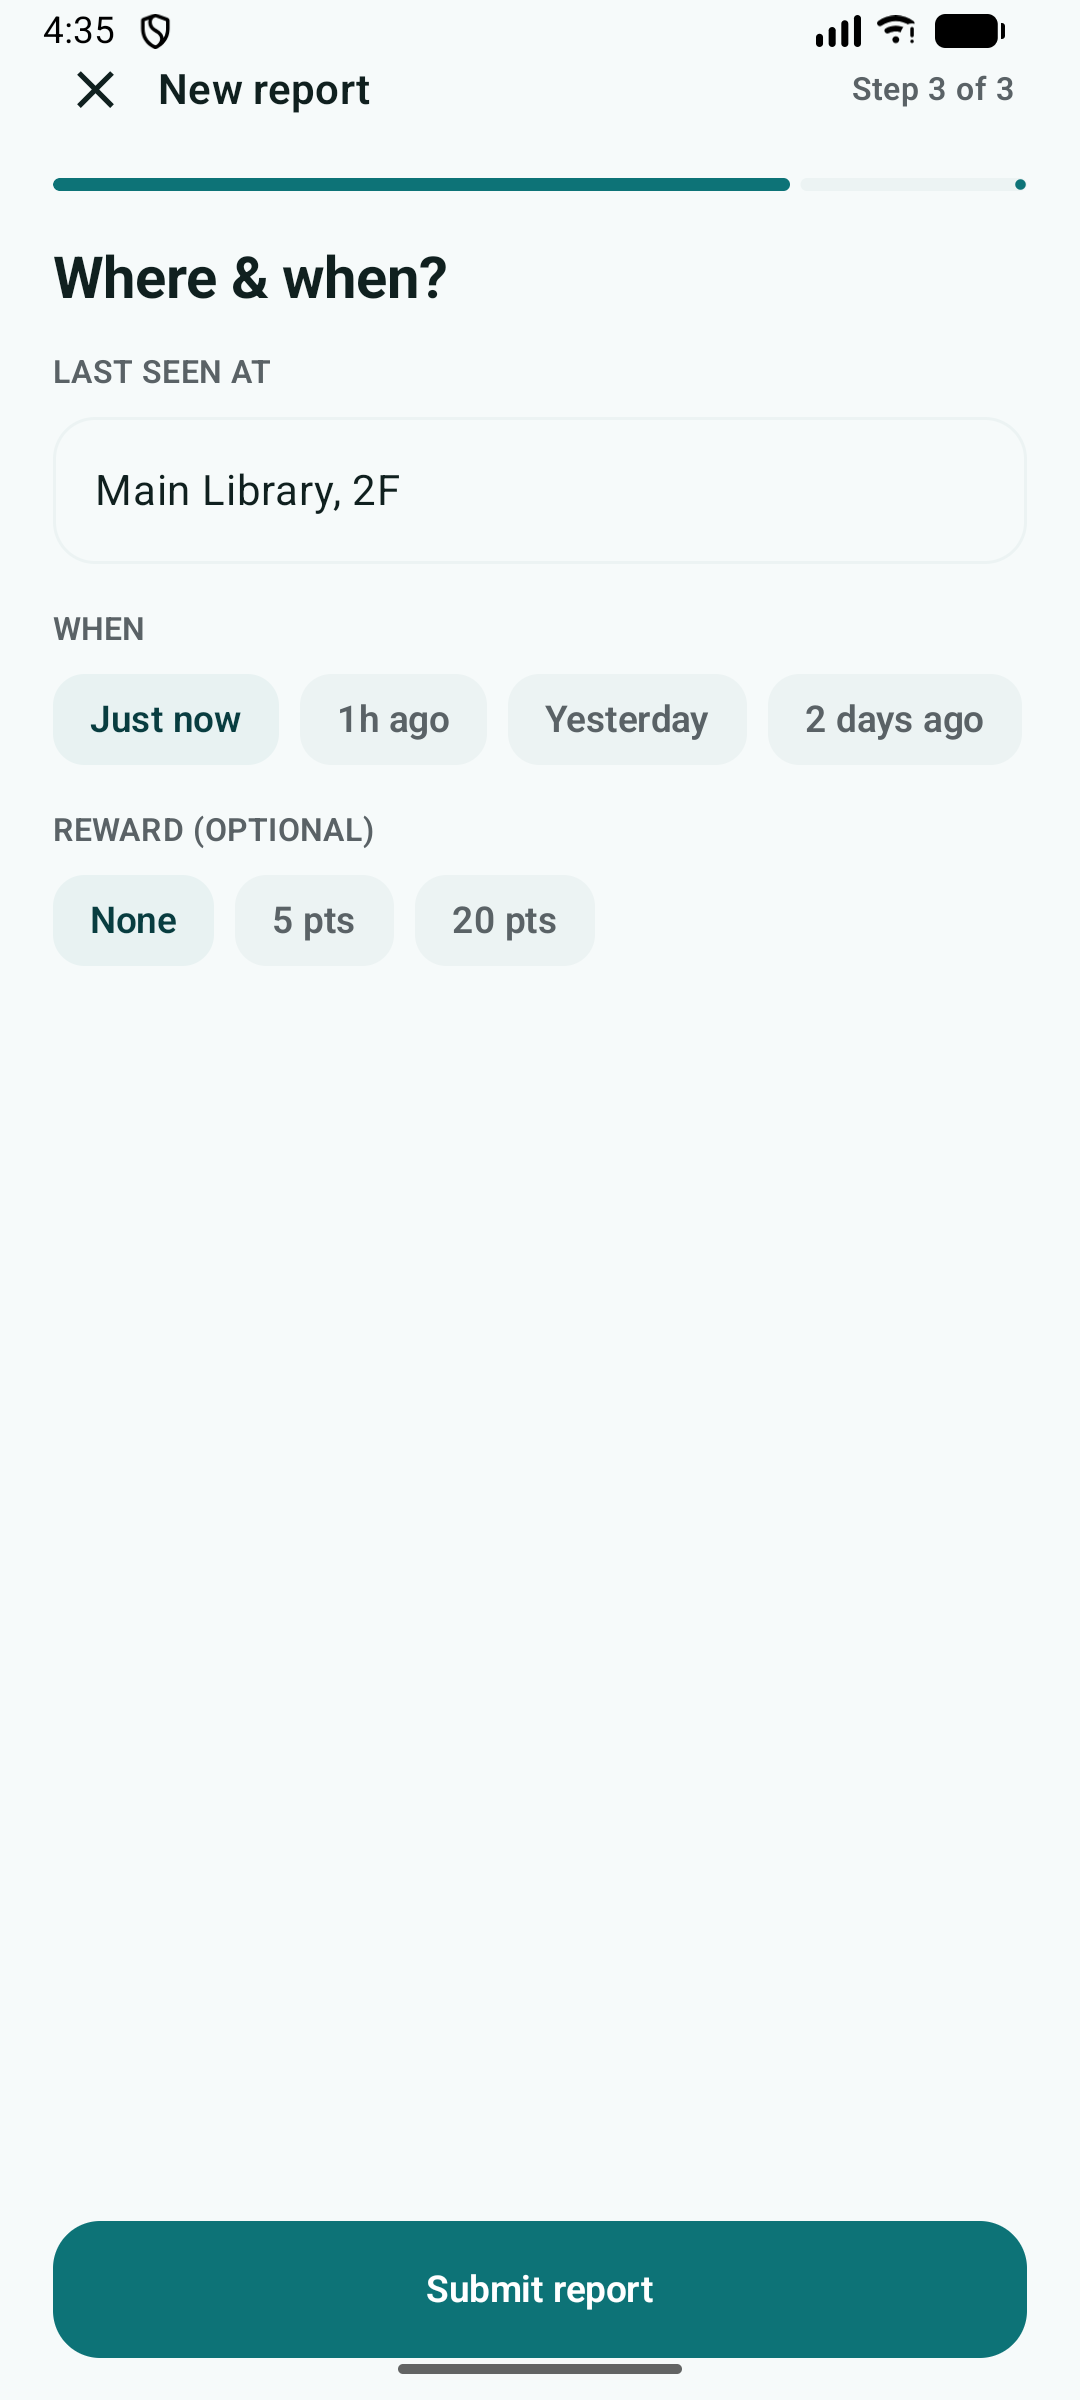 4:35
New report
Step 3 of 3
Where & when?
LAST SEEN AT
Main Library, 2F
WHEN
Just now
1h ago
Yesterday
2 days ago
REWARD (OPTIONAL)
None
5 pts
20 pts
Submit report